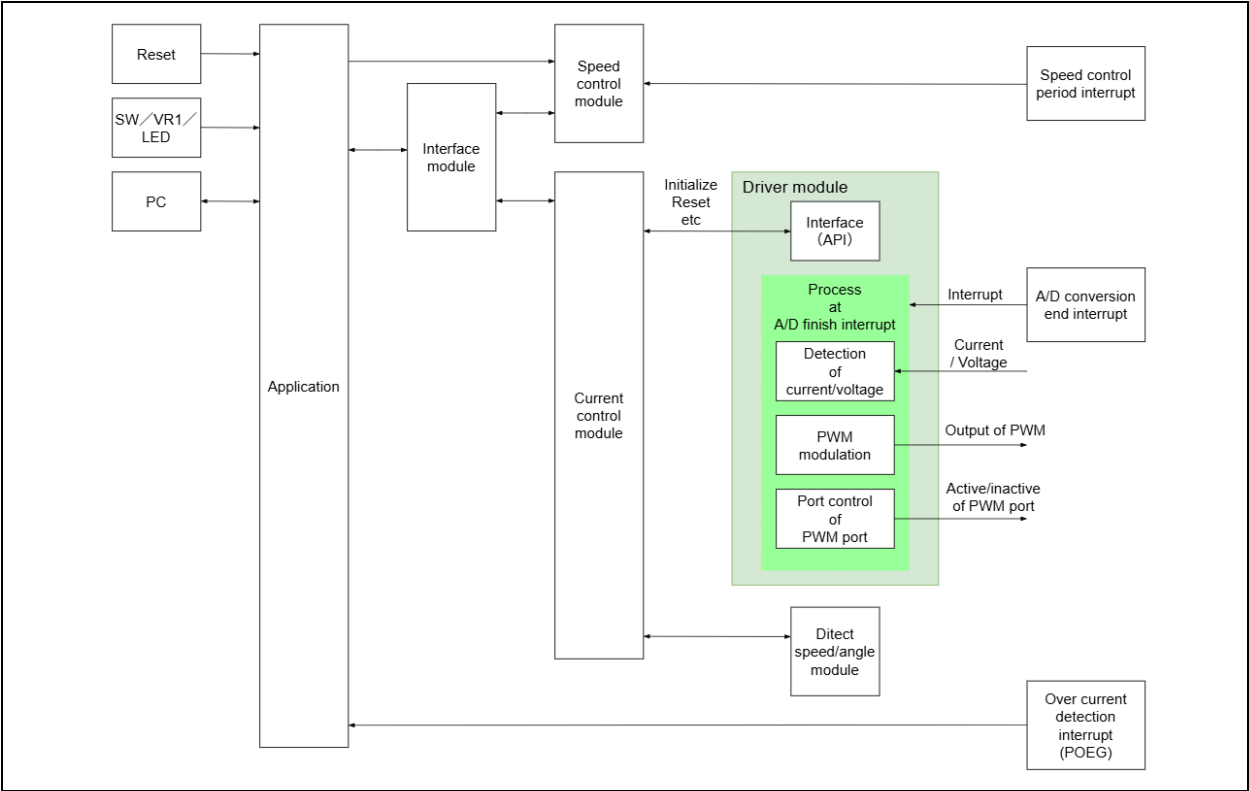 Reset
SW／VR1／
LED
PC
Application
Interface
module
Speed
control
module
Speed control
period interrupt
Current
control
module
Initialize
Reset
etc
Driver module
Interface
（API）
Process
at
A/D finish interrupt
Detection
of
current/voltage
PWM
modulation
Port control
of
PWM port
Interrupt
A/D conversion
end interrupt
Current
/ Voltage
Output of PWM
Active/inactive
of PWM port
Ditect
speed/angle
module
Over current
detection
interrupt
(POEG)